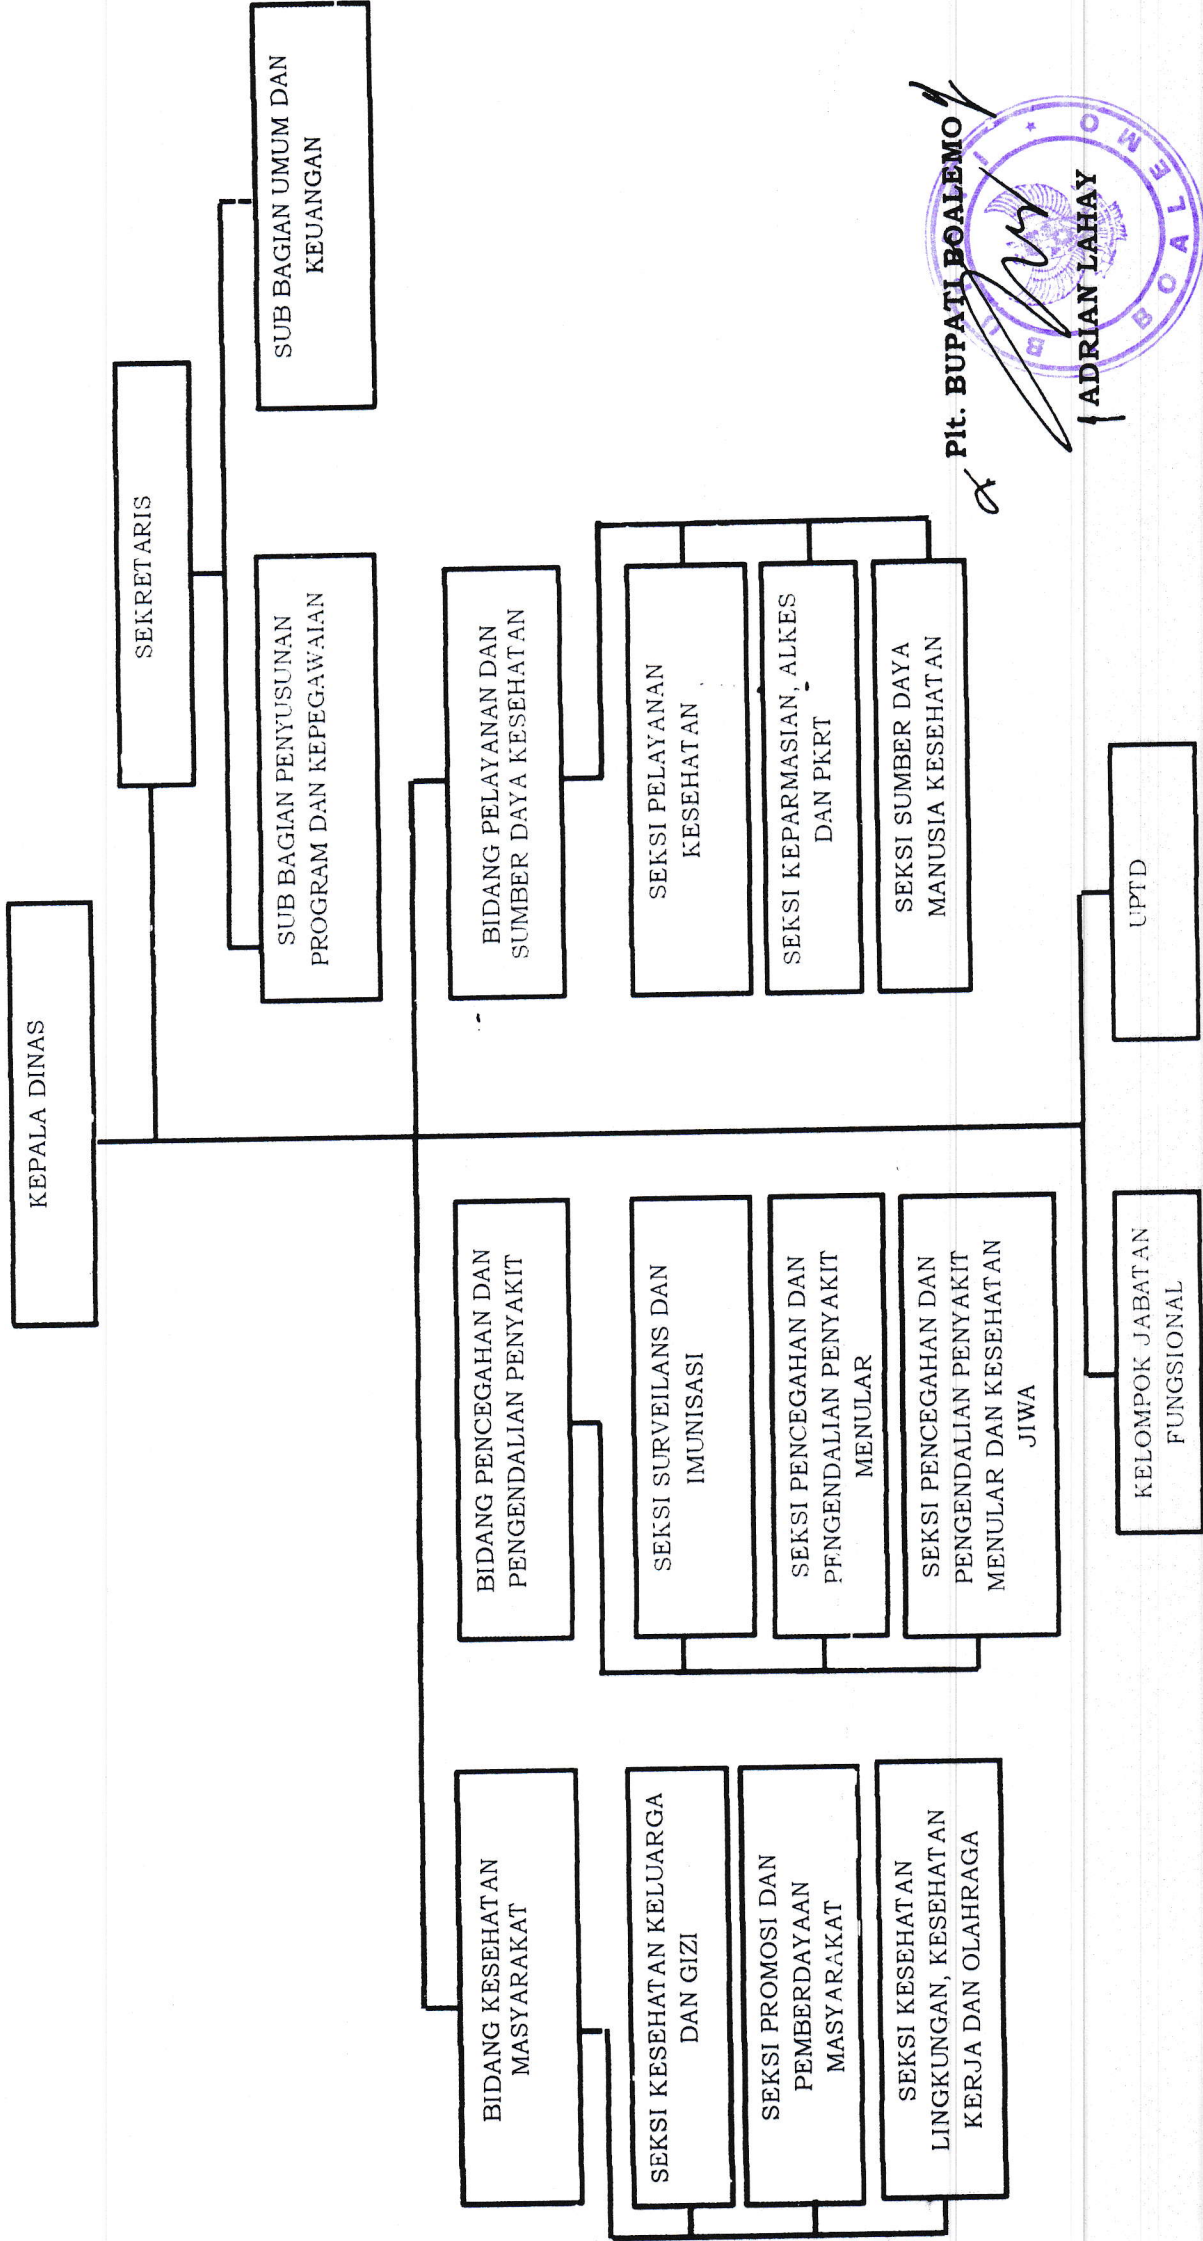 KEPALA DINAS
SEKRETARIS
SUB BAGIAN PENYUSUNAN
PROGRAM DAN KEPEGAWAIAN
SUB BAGIAN UMUM DAN
KEUANGAN
BIDANG KESEHATAN
MASYARAKAT
SEKSI KESEHATAN KELUARGA
DAN GIZI
SEKSI PROMOSI DAN
PEMBERDAYAAN
MASYARAKAT
SEKSI KESEHATAN
LINGKUNGAN, KESEHATAN
KERJA DAN OLAHRAGA
BIDANG PENCEGAHAN DAN
PENGENDALIAN PENYAKIT
SEKSI SURVEILANS DAN
IMUNISASI
SEKSI PENCEGAHAN DAN
PENGENDALIAN PENYAKIT
MENULAR
SEKSI PENCEGAHAN DAN
PENGENDALIAN PENYAKIT
MENULAR DAN KESEHATAN
JIWA
BIDANG PELAYANAN DAN
SUMBER DAYA KESEHATAN
SEKSI PELAYANAN
KESEHATAN
SEKSI KEPARMASIAN, ALKES
DAN PKRT
SEKSI SUMBER DAYA
MANUSIA KESEHATAN
KELOMPOK JABATAN
FUNGSIONAL
UPTD
Plt. BUPATI BOALEMO
ADRIAN LAHAY
BOALEMO